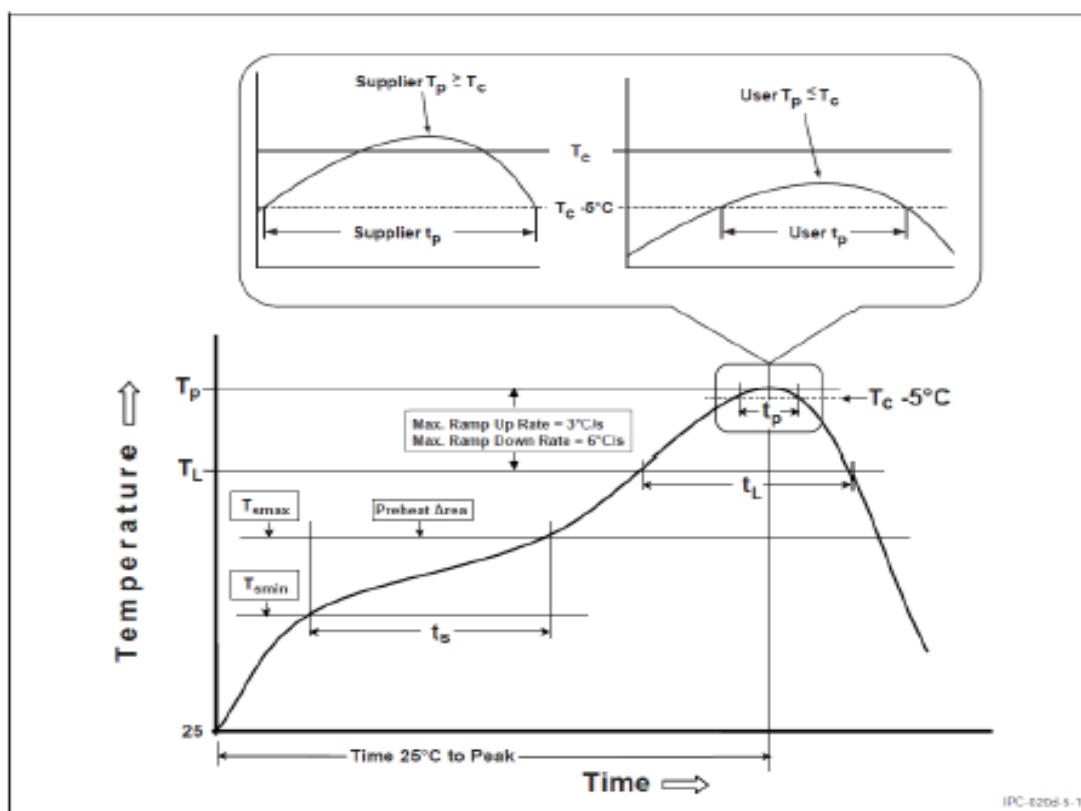 Supplier Tp ≥ Tc
User Tp ≤ Tc
Tc
Tc -5°C
Supplier tp
User tp
Tp
Tc -5°C
tp
Max. Ramp Up Rate = 3°C/s
Max. Ramp Down Rate = 6°C/s
TL
tL
Tsmax
Preheat Area
Tsmin
ts
Temperature
25
Time 25°C to Peak
Time